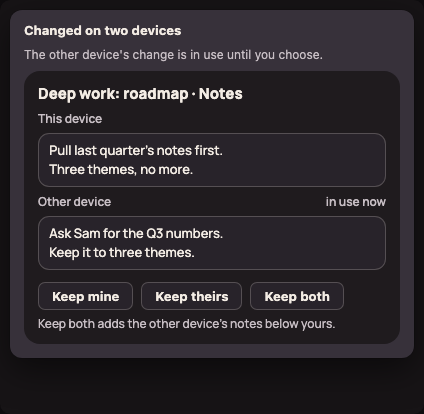 Changed on two devices
The other device's change is in use until you choose.
Deep work: roadmap · Notes
This device
Pull last quarter's notes first.
Three themes, no more.
Other device in use now
Ask Sam for the Q3 numbers.
Keep it to three themes.
Keep mine Keep theirs Keep both
Keep both adds the other device's notes below yours.